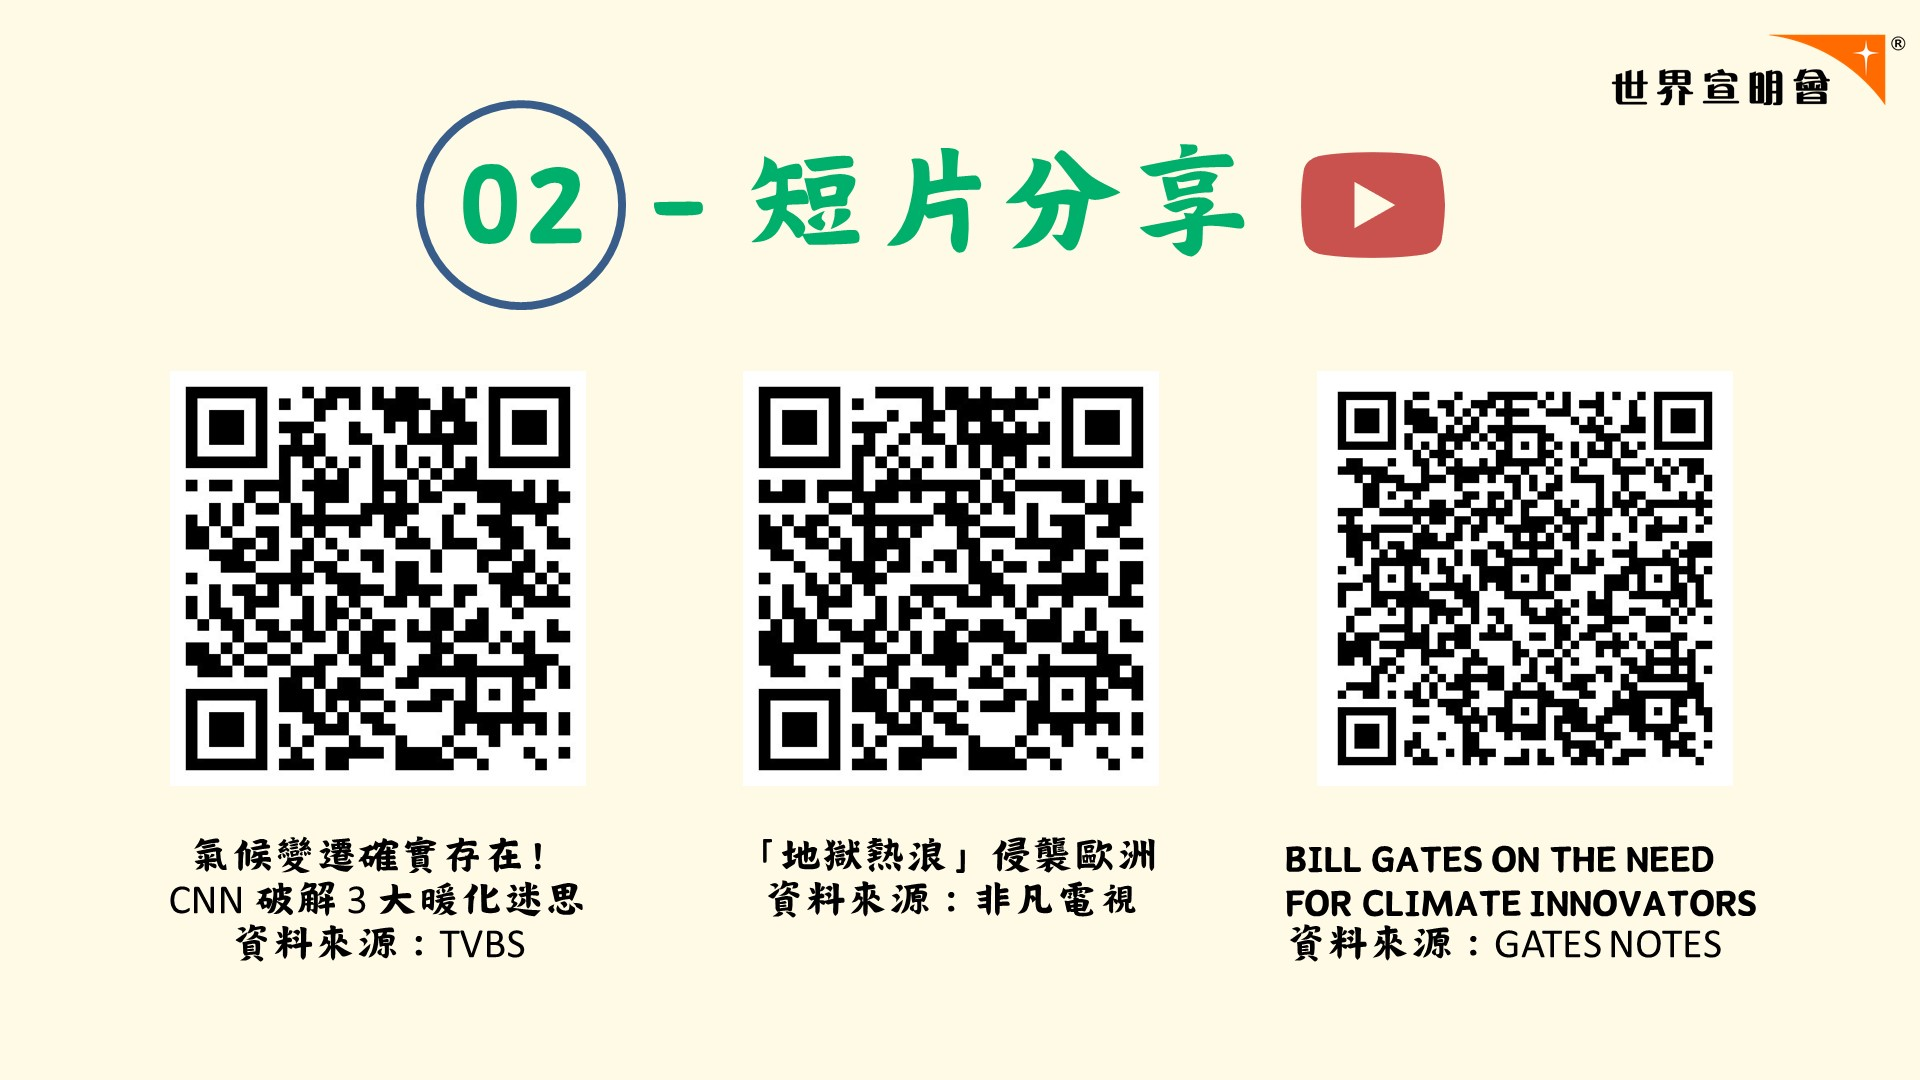 世界宣明會®
02 - 短片分享
氣候變遷確實存在！
CNN 破解 3 大暖化迷思
資料來源：TVBS
「地獄熱浪」侵襲歐洲
資料來源：非凡電視
BILL GATES ON THE NEED
FOR CLIMATE INNOVATORS
資料來源：GATES NOTES